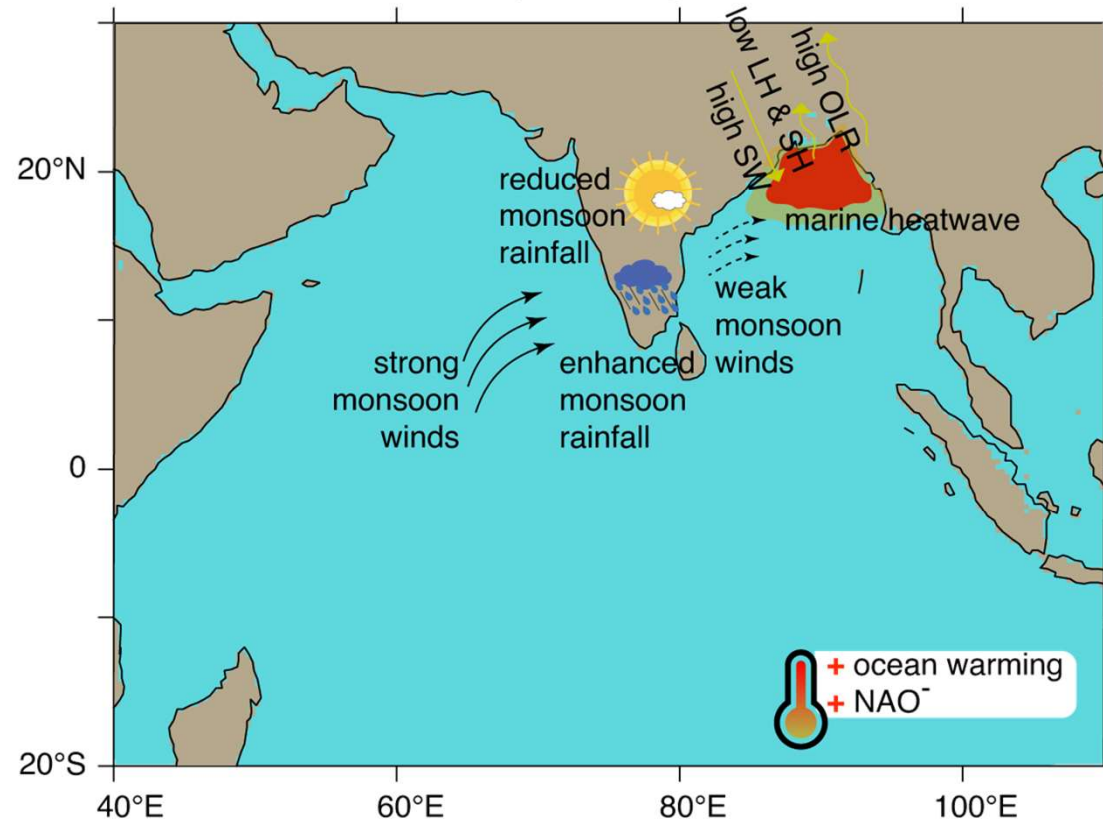 low LH & SH
high OLR
high SW
20°N
reduced
monsoon
rainfall
marine heatwave
weak
monsoon
winds
strong
monsoon
winds
enhanced
monsoon
rainfall
0
+ ocean warming
+ NAO⁻
20°S
40°E
60°E
80°E
100°E